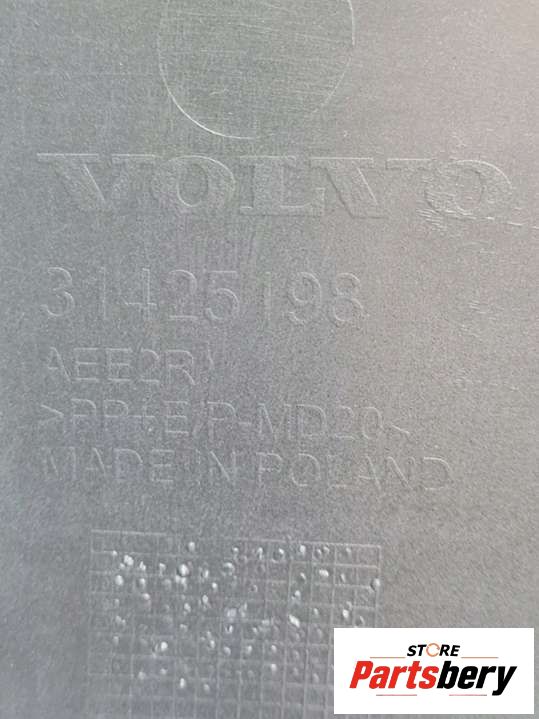 VOLVO
31425198
AEE2R
>PP+E/P-MD20<
MADE IN POLAND
STORE
Partsbery